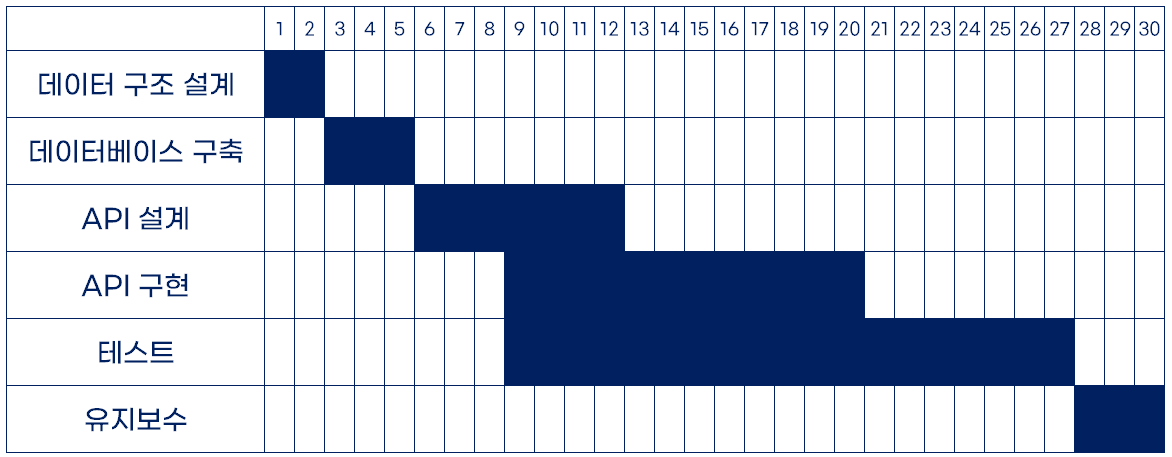 1 2 3 4 5 6 7 8 9 10 11 12 13 14 15 16 17 18 19 20 21 22 23 24 25 26 27 28 29 30
데이터 구조 설계
데이터베이스 구축
API 설계
API 구현
테스트
유지보수